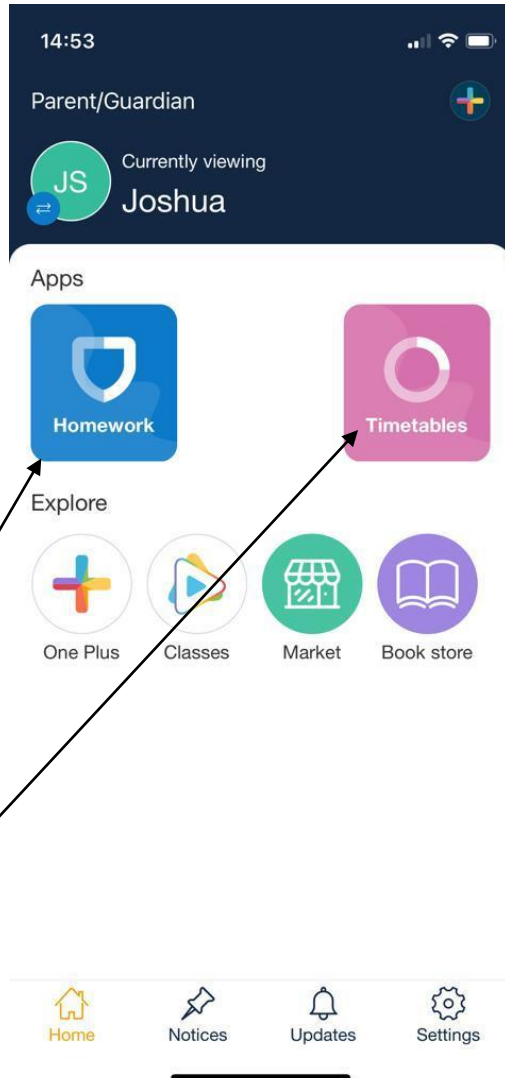 14:53
Parent/Guardian
JS
Currently viewing
Joshua
Apps
Homework
Timetables
Explore
One Plus
Classes
Market
Book store
Home
Notices
Updates
Settings